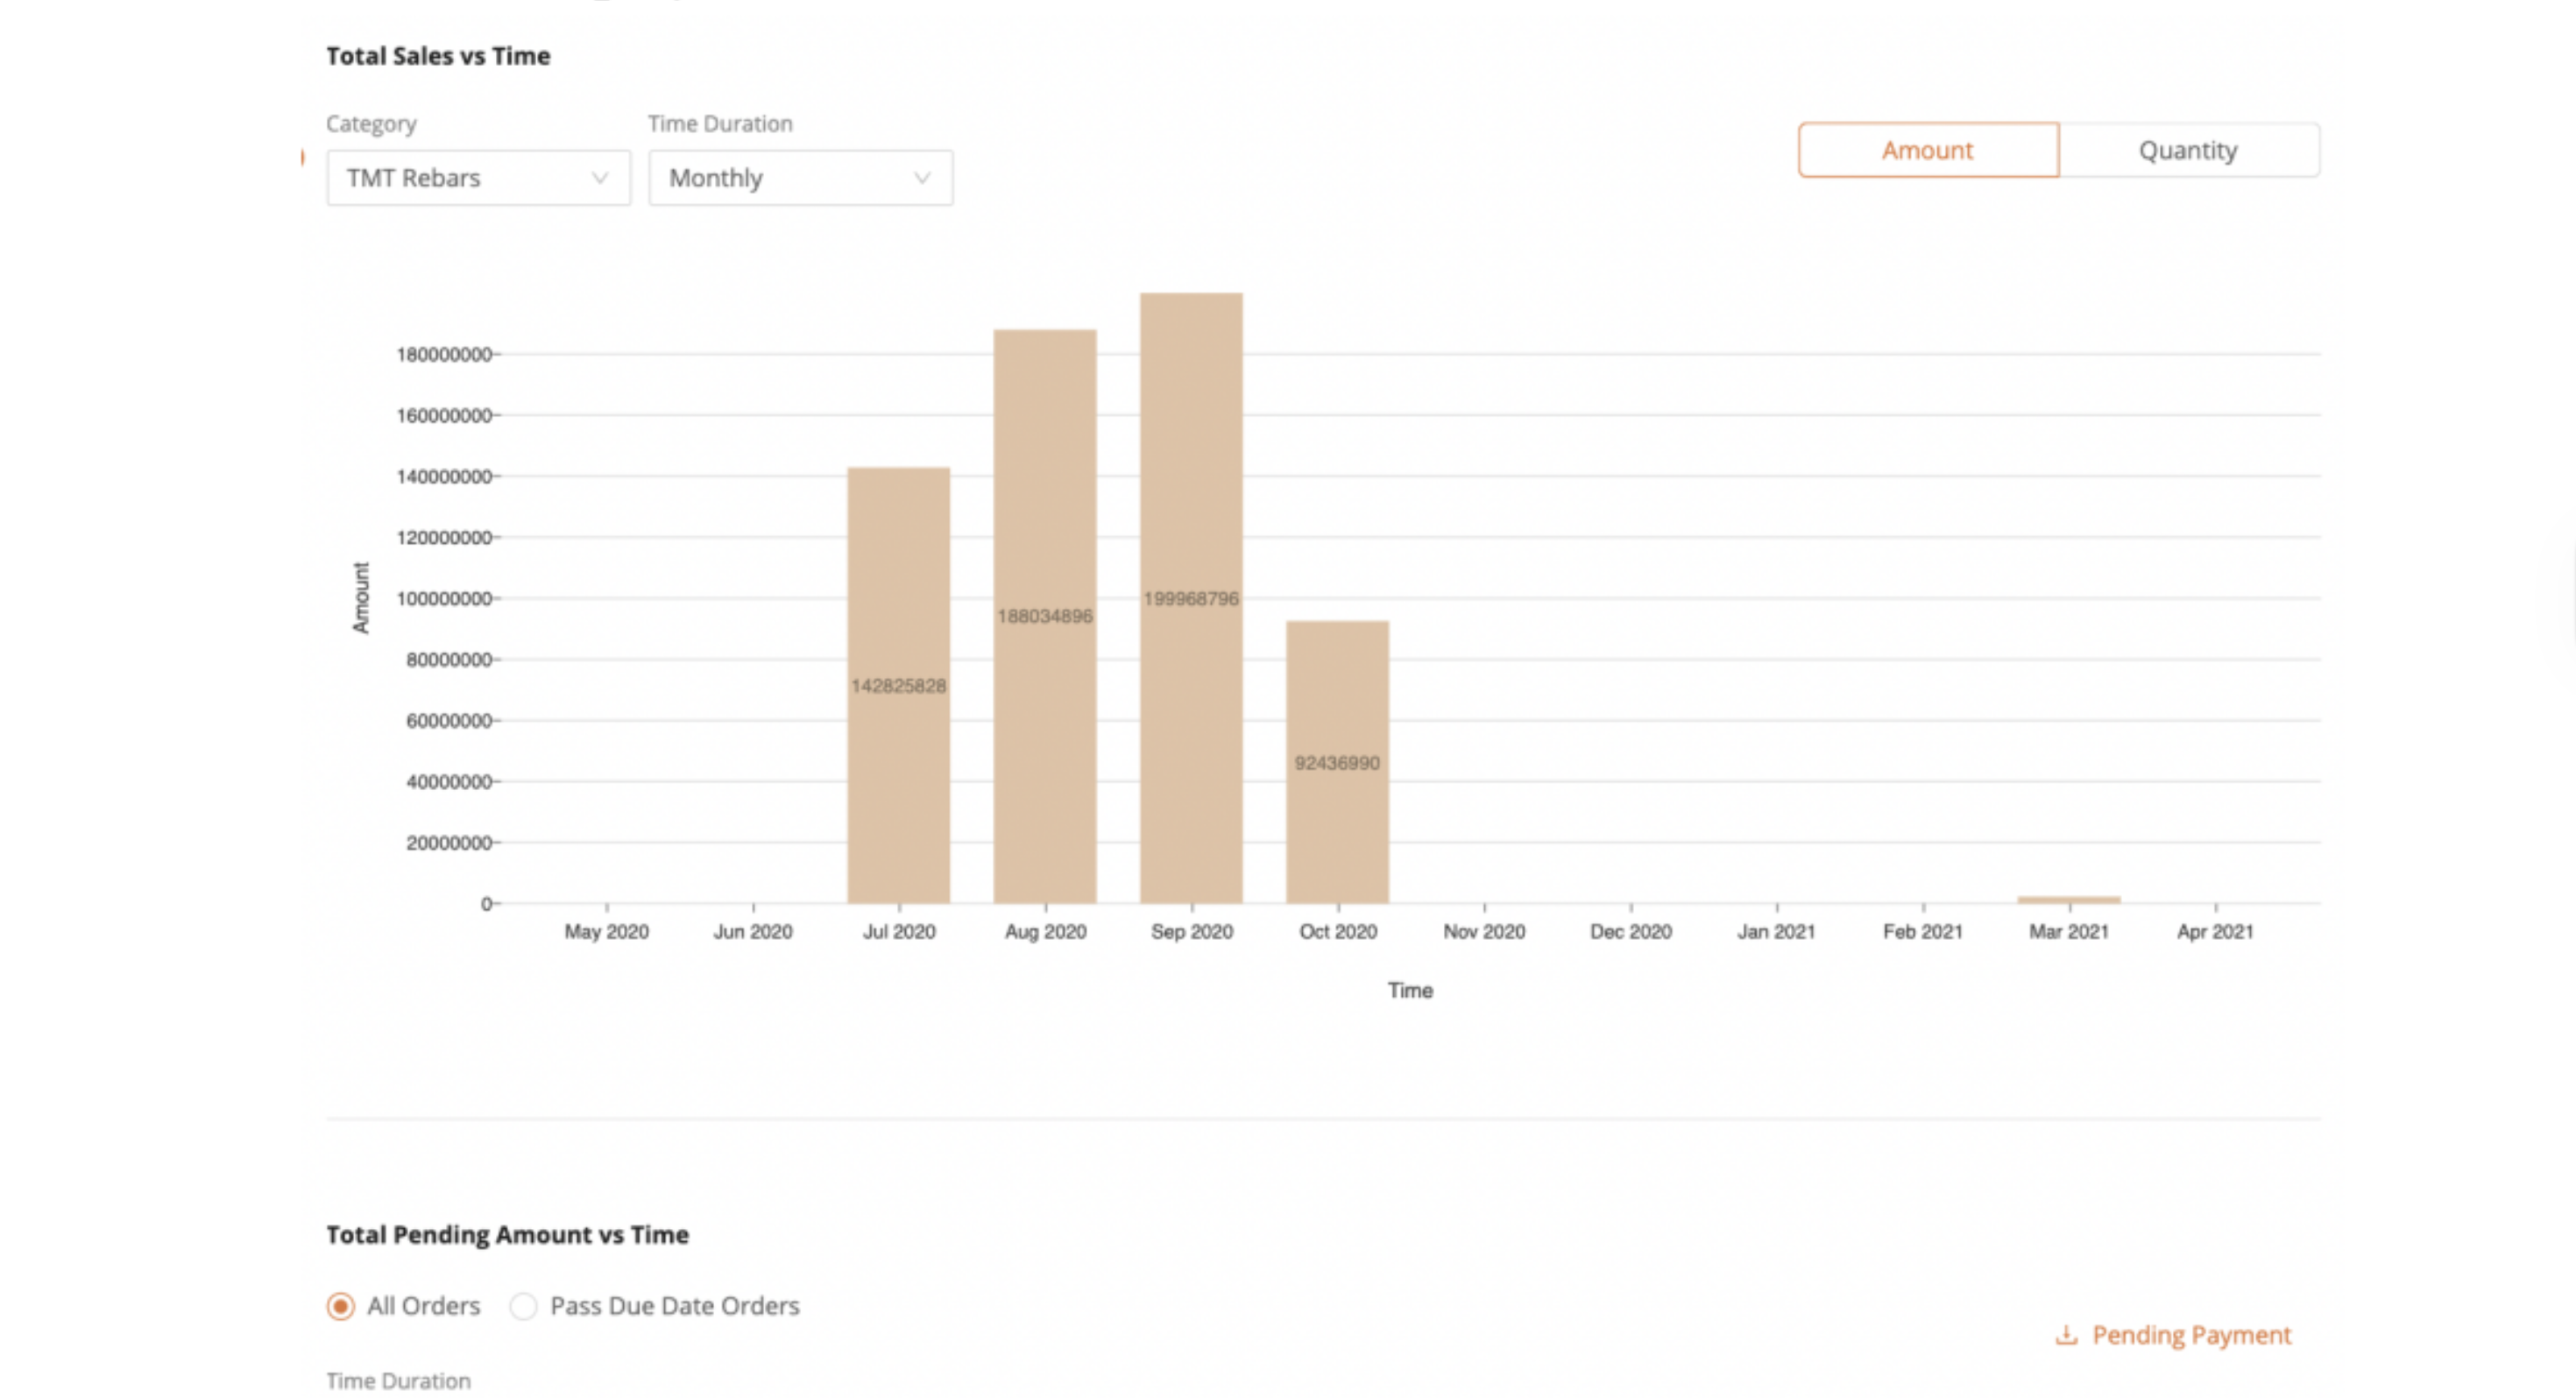 Total Sales vs Time
Category Time Duration
TMT Rebars Monthly
Amount Quantity
180000000
160000000
140000000
120000000
100000000
80000000
60000000
40000000
20000000
0
Amount
142825828
188034896
199968796
92436990
May 2020 Jun 2020 Jul 2020 Aug 2020 Sep 2020 Oct 2020 Nov 2020 Dec 2020 Jan 2021 Feb 2021 Mar 2021 Apr 2021
Time
Total Pending Amount vs Time
All Orders Pass Due Date Orders
Pending Payment
Time Duration